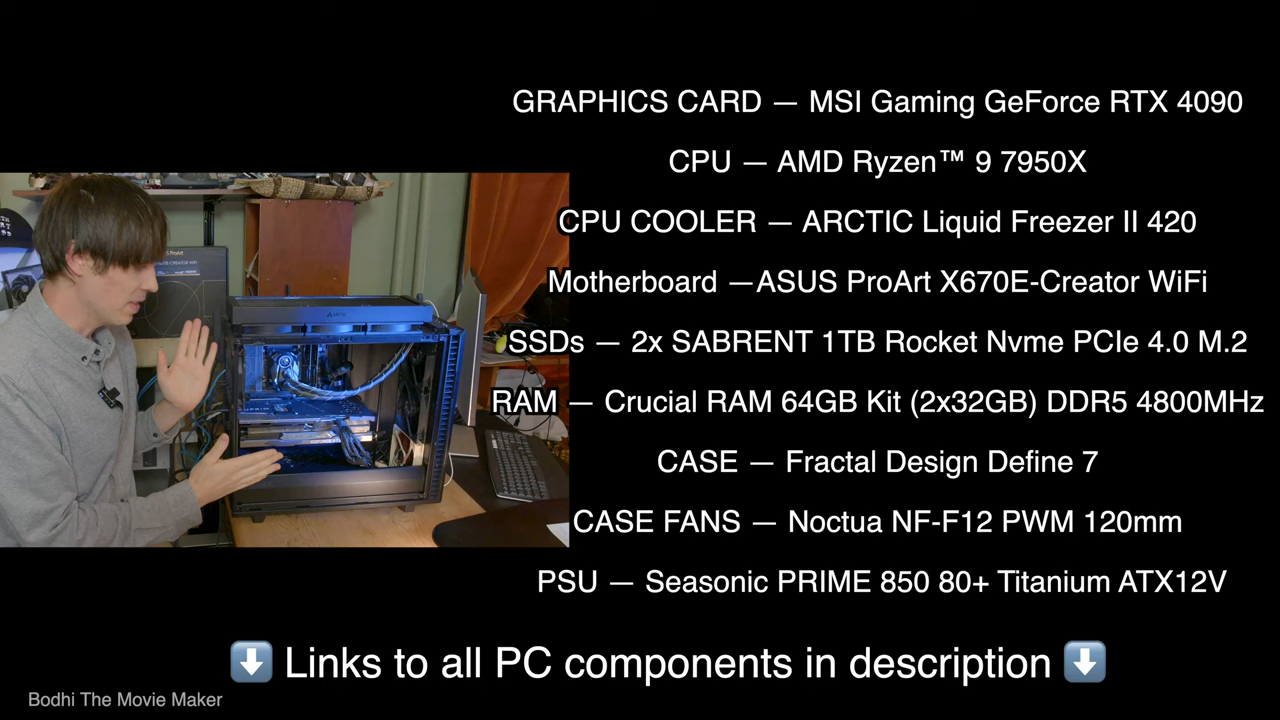 GRAPHICS CARD — MSI Gaming GeForce RTX 4090
CPU — AMD Ryzen™ 9 7950X
CPU COOLER — ARCTIC Liquid Freezer II 420
Motherboard —ASUS ProArt X670E-Creator WiFi
SSDs — 2x SABRENT 1TB Rocket Nvme PCIe 4.0 M.2
RAM — Crucial RAM 64GB Kit (2x32GB) DDR5 4800MHz
CASE — Fractal Design Define 7
CASE FANS — Noctua NF-F12 PWM 120mm
PSU — Seasonic PRIME 850 80+ Titanium ATX12V
⬇️ Links to all PC components in description ⬇️
Bodhi The Movie Maker